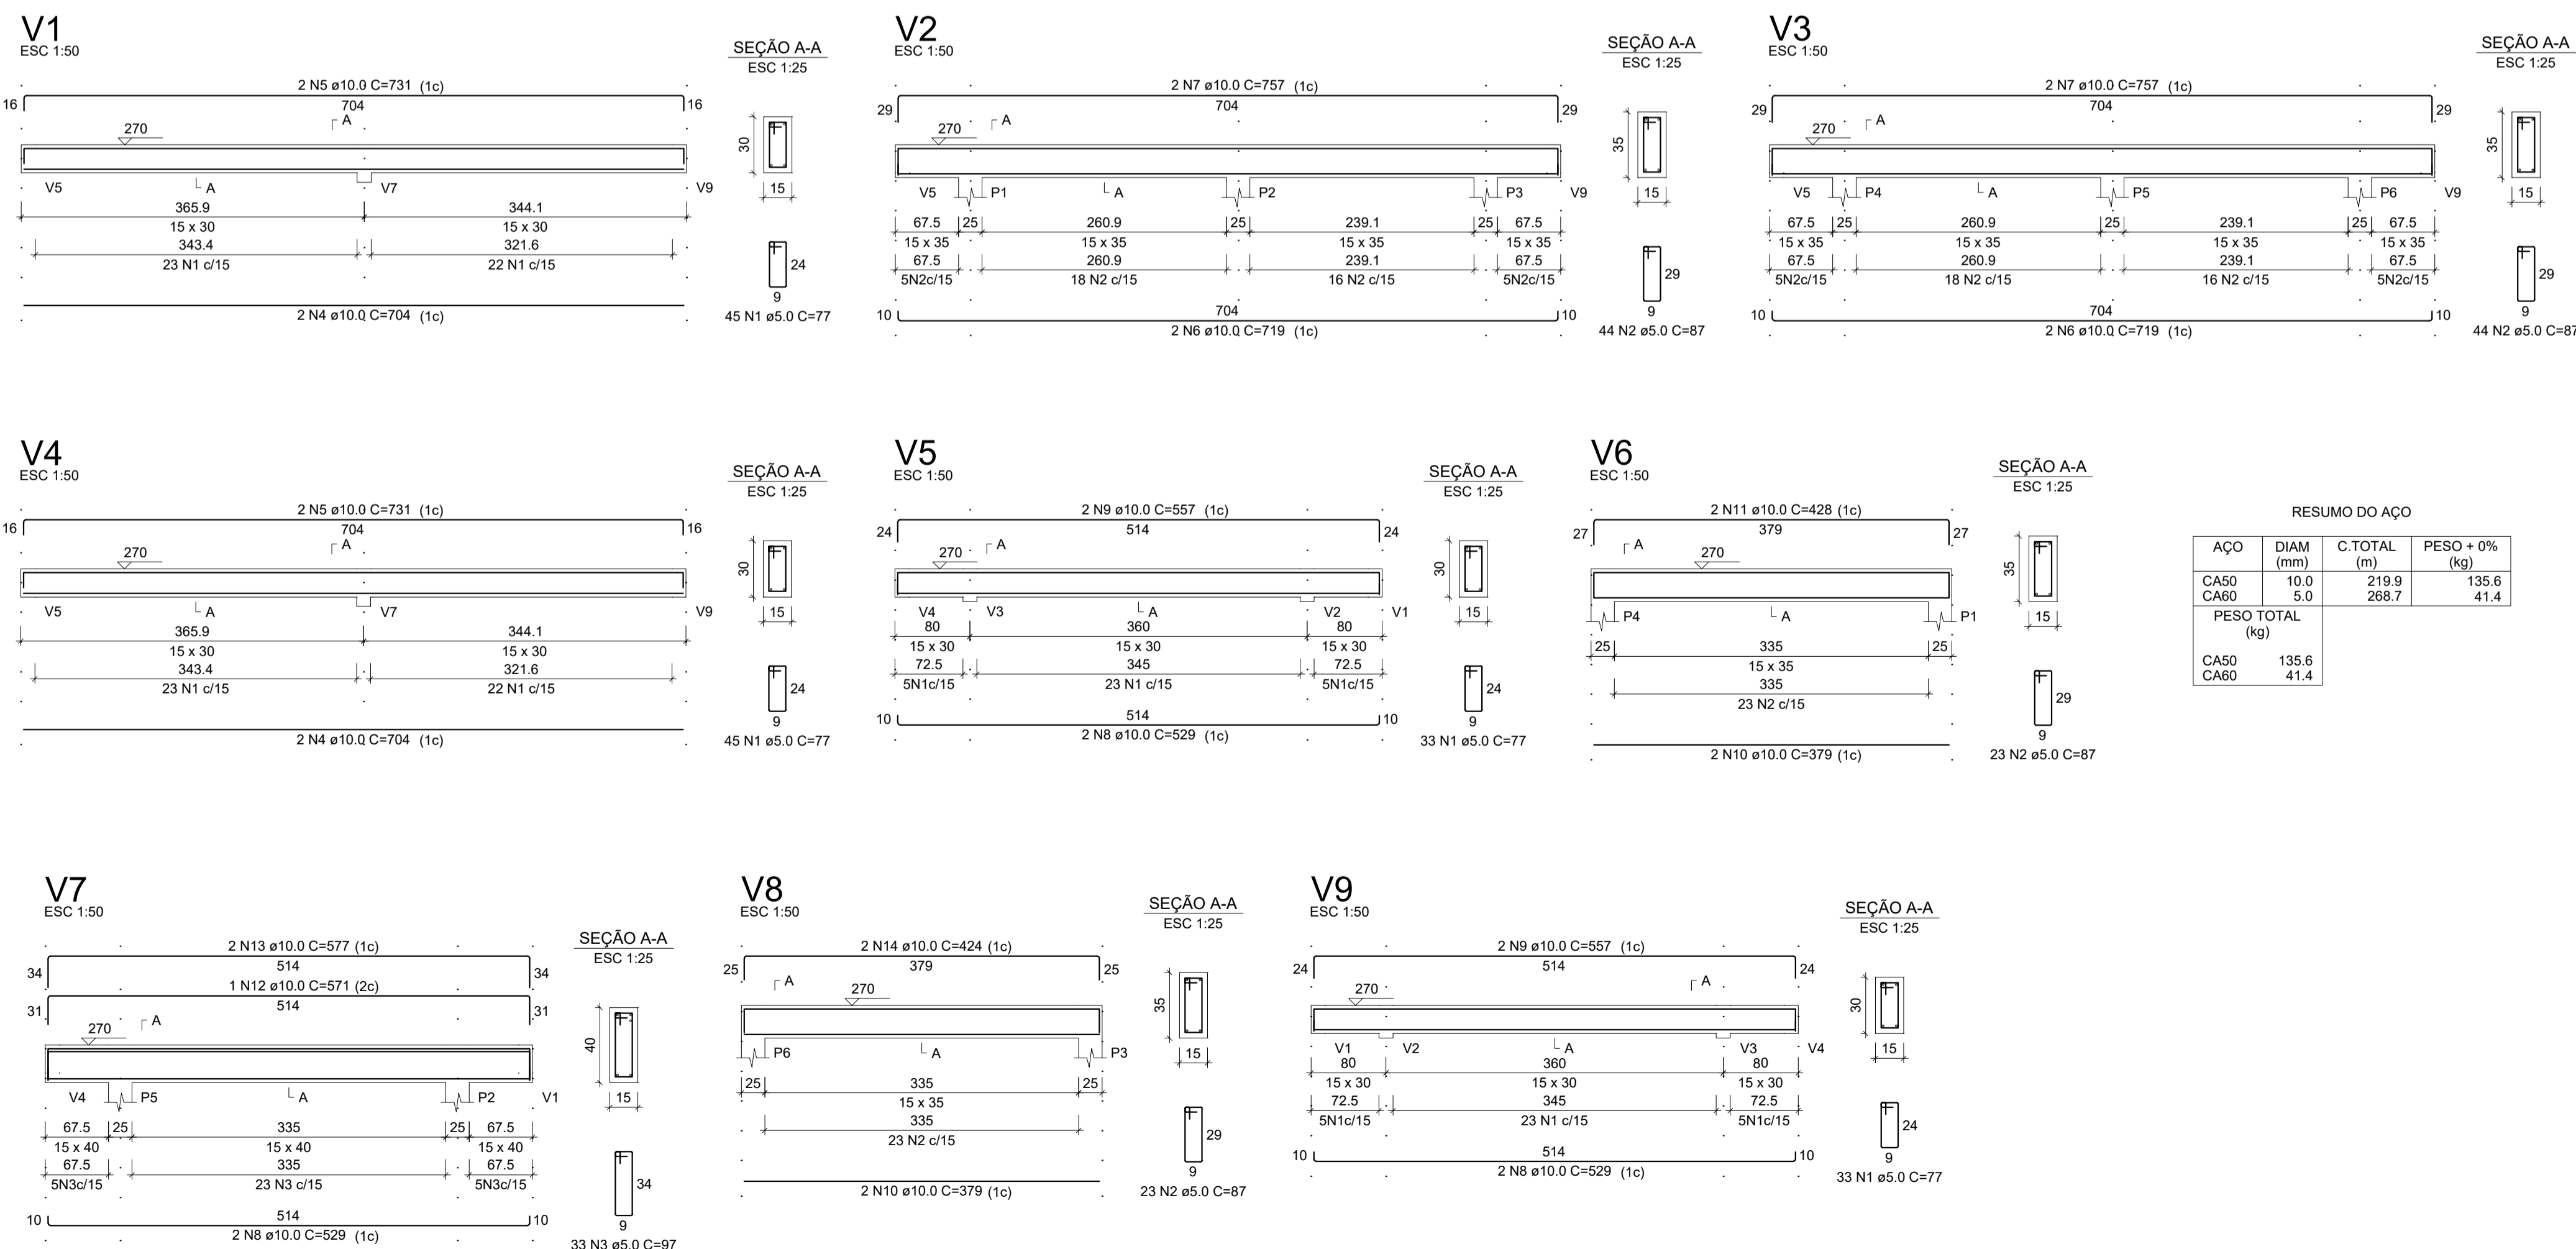 V1
ESC 1:50
SEÇÃO A-A
ESC 1:25
2 N5 ø10.0 C=731 (1c)
16 704 16
A
270
30
V5 A V7 V9
15
365.9 344.1
15 x 30 15 x 30
343.4 321.6
23 N1 c/15 22 N1 c/15
24
9
2 N4 ø10.0 C=704 (1c)
45 N1 ø5.0 C=77
V2
ESC 1:50
SEÇÃO A-A
ESC 1:25
2 N7 ø10.0 C=757 (1c)
29 704 29
A
270
35
V5 P1 A P2 P3 V9
15
67.5 25 260.9 25 239.1 25 67.5
15 x 35 15 x 35 15 x 35 15 x 35
67.5 260.9 239.1 67.5
5N2c/15 18 N2 c/15 16 N2 c/15 5N2c/15
29
9
10 704 10
2 N6 ø10.0 C=719 (1c)
44 N2 ø5.0 C=87
V3
ESC 1:50
SEÇÃO A-A
ESC 1:25
2 N7 ø10.0 C=757 (1c)
29 704 29
A
270
35
V5 P4 A P5 P6 V9
15
67.5 25 260.9 25 239.1 25 67.5
15 x 35 15 x 35 15 x 35 15 x 35
67.5 260.9 239.1 67.5
5N2c/15 18 N2 c/15 16 N2 c/15 5N2c/15
29
9
10 704 10
2 N6 ø10.0 C=719 (1c)
44 N2 ø5.0 C=87
V4
ESC 1:50
SEÇÃO A-A
ESC 1:25
2 N5 ø10.0 C=731 (1c)
16 704 16
A
270
30
V5 A V7 V9
15
365.9 344.1
15 x 30 15 x 30
343.4 321.6
23 N1 c/15 22 N1 c/15
24
9
2 N4 ø10.0 C=704 (1c)
45 N1 ø5.0 C=77
V5
ESC 1:50
SEÇÃO A-A
ESC 1:25
2 N9 ø10.0 C=557 (1c)
24 514 24
A
270
30
V4 V3 A V2 V1
15
80 360 80
15 x 30 15 x 30 15 x 30
72.5 345 72.5
5N1c/15 23 N1 c/15 5N1c/15
24
9
10 514 10
2 N8 ø10.0 C=529 (1c)
33 N1 ø5.0 C=77
V6
ESC 1:50
SEÇÃO A-A
ESC 1:25
2 N11 ø10.0 C=428 (1c)
27 379 27
A
270
35
P4 A P1
15
25 335 25
15 x 35
335
23 N2 c/15
29
9
2 N10 ø10.0 C=379 (1c)
23 N2 ø5.0 C=87
RESUMO DO AÇO
AÇO DIAM C.TOTAL PESO + 0%
(mm) (m) (kg)
CA50 10.0 219.9 135.6
CA60 5.0 268.7 41.4
PESO TOTAL
(kg)
CA50 135.6
CA60 41.4
V7
ESC 1:50
SEÇÃO A-A
ESC 1:25
2 N13 ø10.0 C=577 (1c)
34 514 34
1 N12 ø10.0 C=571 (2c)
31 514 31
A
270
40
V4 P5 A P2 V1
15
67.5 25 335 25 67.5
15 x 40 15 x 40 15 x 40
67.5 335 67.5
5N3c/15 23 N3 c/15 5N3c/15
34
9
10 514 10
2 N8 ø10.0 C=529 (1c)
33 N3 ø5.0 C=97
V8
ESC 1:50
SEÇÃO A-A
ESC 1:25
2 N14 ø10.0 C=424 (1c)
25 379 25
A
270
35
P6 A P3
15
25 335 25
15 x 35
335
23 N2 c/15
29
9
2 N10 ø10.0 C=379 (1c)
23 N2 ø5.0 C=87
V9
ESC 1:50
SEÇÃO A-A
ESC 1:25
2 N9 ø10.0 C=557 (1c)
24 514 24
A
270
30
V1 V2 A V3 V4
15
80 360 80
15 x 30 15 x 30 15 x 30
72.5 345 72.5
5N1c/15 23 N1 c/15 5N1c/15
24
9
10 514 10
2 N8 ø10.0 C=529 (1c)
33 N1 ø5.0 C=77